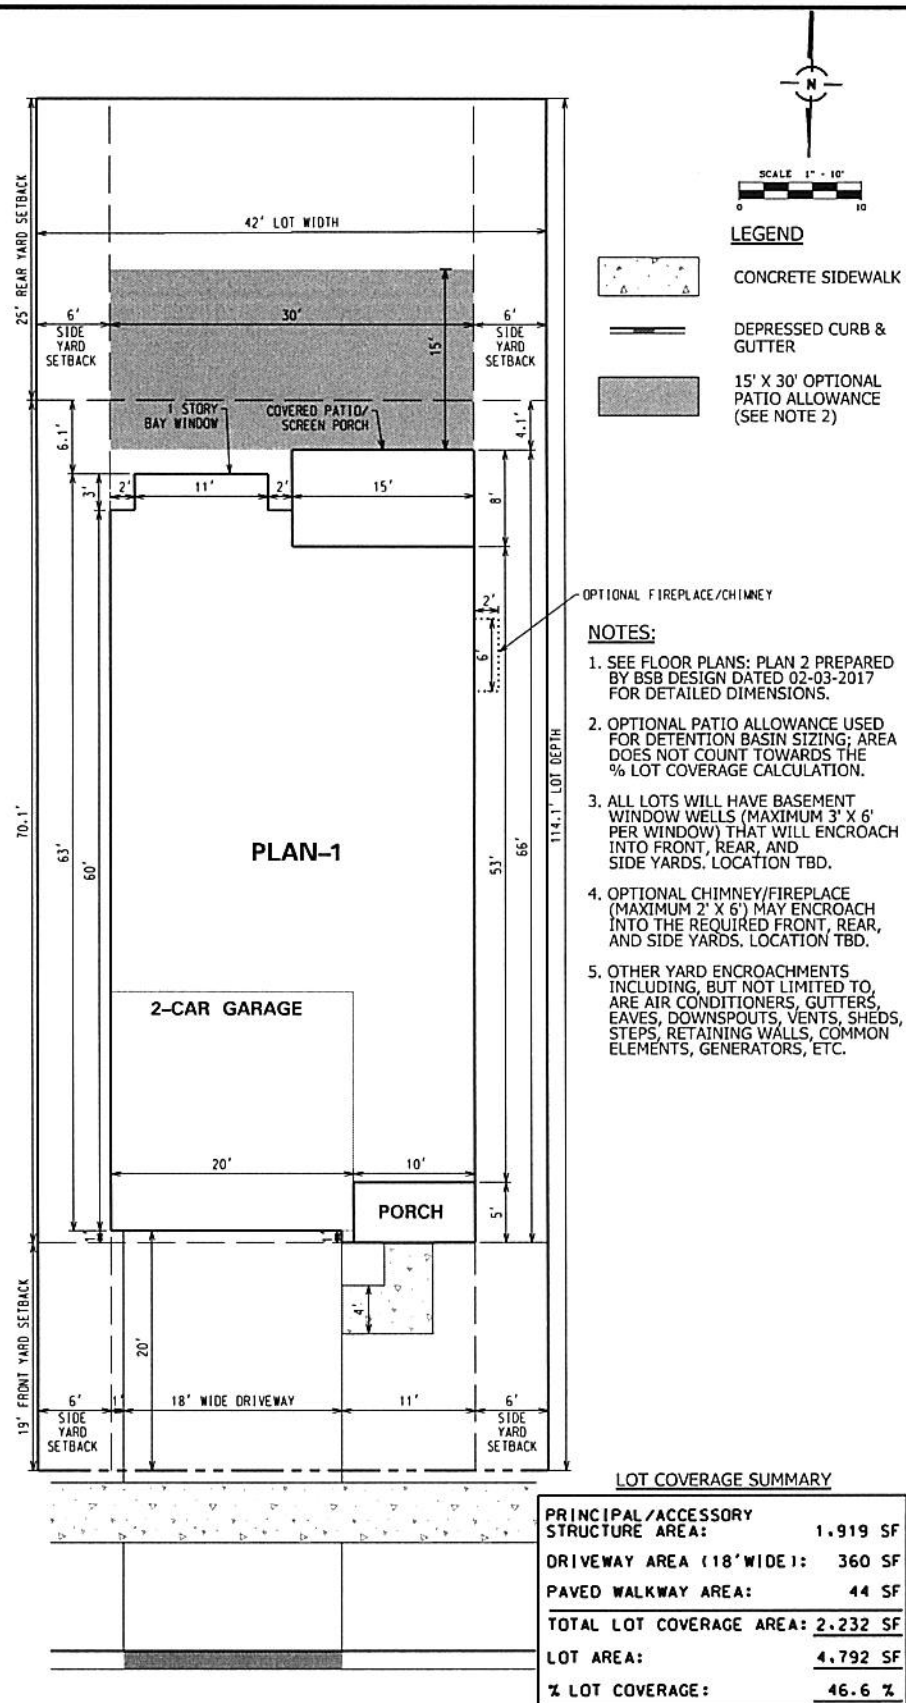 N
SCALE 1" - 10'
0 10
LEGEND
CONCRETE SIDEWALK
DEPRESSED CURB &
GUTTER
15' X 30' OPTIONAL
PATIO ALLOWANCE
(SEE NOTE 2)
25' REAR YARD SETBACK
42' LOT WIDTH
6'
SIDE
YARD
SETBACK
30'
15'
6'
SIDE
YARD
SETBACK
6.1'
1 STORY
BAY WINDOW
COVERED PATIO/
SCREEN PORCH
4.1'
3'
2'
11'
2'
15'
8'
OPTIONAL FIREPLACE/CHIMNEY
2'
6'
NOTES:
1. SEE FLOOR PLANS: PLAN 2 PREPARED
BY BSB DESIGN DATED 02-03-2017
FOR DETAILED DIMENSIONS.
2. OPTIONAL PATIO ALLOWANCE USED
FOR DETENTION BASIN SIZING; AREA
DOES NOT COUNT TOWARDS THE
% LOT COVERAGE CALCULATION.
3. ALL LOTS WILL HAVE BASEMENT
WINDOW WELLS (MAXIMUM 3' X 6'
PER WINDOW) THAT WILL ENCROACH
INTO FRONT, REAR, AND
SIDE YARDS. LOCATION TBD.
4. OPTIONAL CHIMNEY/FIREPLACE
(MAXIMUM 2' X 6') MAY ENCROACH
INTO THE REQUIRED FRONT, REAR,
AND SIDE YARDS. LOCATION TBD.
5. OTHER YARD ENCROACHMENTS
INCLUDING, BUT NOT LIMITED TO,
ARE AIR CONDITIONERS, GUTTERS,
EAVES, DOWNSPOUTS, VENTS, SHEDS,
STEPS, RETAINING WALLS, COMMON
ELEMENTS, GENERATORS, ETC.
70.1'
63'
60'
PLAN-1
53'
66'
114.1' LOT DEPTH
2-CAR GARAGE
20'
10'
PORCH
5'
1'
1'
4'
19' FRONT YARD SETBACK
20'
6'
SIDE
YARD
SETBACK
1'
18' WIDE DRIVEWAY
11'
6'
SIDE
YARD
SETBACK
LOT COVERAGE SUMMARY
PRINCIPAL/ACCESSORY
STRUCTURE AREA: 1.919 SF
DRIVEWAY AREA (18'WIDE): 360 SF
PAVED WALKWAY AREA: 44 SF
TOTAL LOT COVERAGE AREA: 2.232 SF
LOT AREA: 4.792 SF
% LOT COVERAGE: 46.6 %